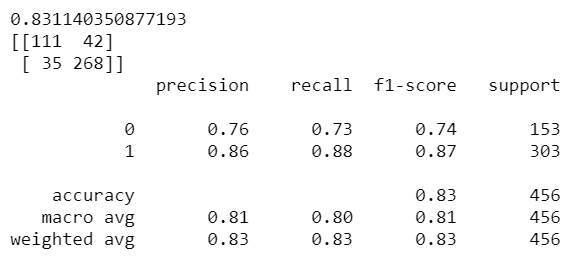 0.831140350877193
[[111  42]
 [ 35 268]]
              precision    recall  f1-score   support

           0       0.76      0.73      0.74       153
           1       0.86      0.88      0.87       303

    accuracy                           0.83       456
   macro avg       0.81      0.80      0.81       456
weighted avg       0.83      0.83      0.83       456